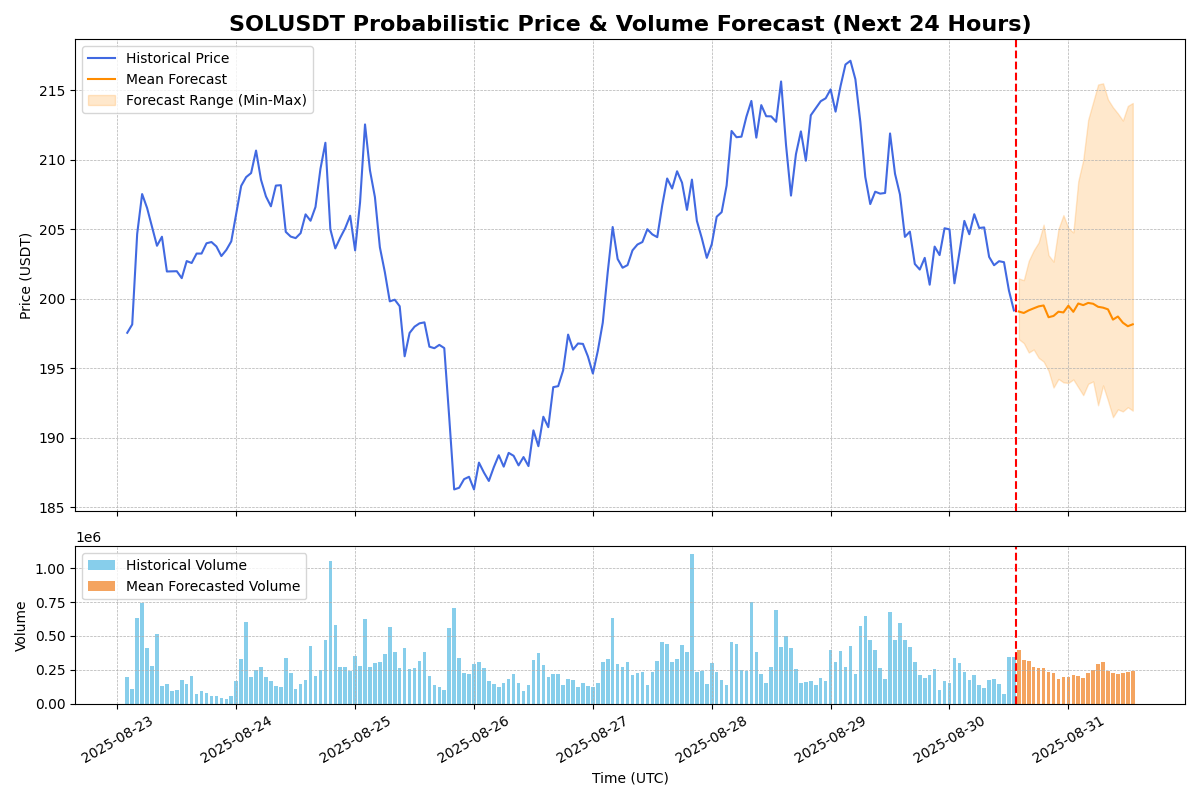 SOLUSDT Probabilistic Price & Volume Forecast (Next 24 Hours)
Historical Price
Mean Forecast
Forecast Range (Min-Max)
Price (USDT)
215
210
205
200
195
190
185
1e6
Historical Volume
Mean Forecasted Volume
Volume
1.00
0.75
0.50
0.25
0.00
2025-08-23
2025-08-24
2025-08-25
2025-08-26
2025-08-27
2025-08-28
2025-08-29
2025-08-30
2025-08-31
Time (UTC)